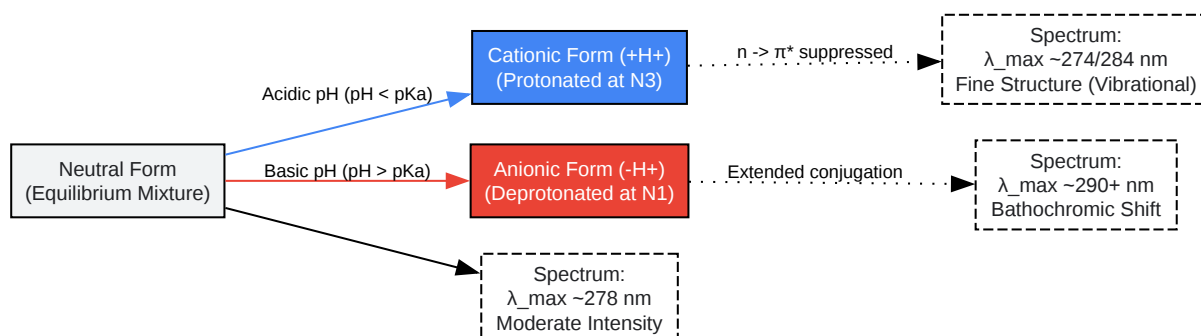 Neutral Form
(Equilibrium Mixture)
Acidic pH (pH < pKa)
Cationic Form (+H+)
(Protonated at N3)
n -> π* suppressed
Spectrum:
λ_max ~274/284 nm
Fine Structure (Vibrational)
Basic pH (pH > pKa)
Anionic Form (-H+)
(Deprotonated at N1)
Extended conjugation
Spectrum:
λ_max ~290+ nm
Bathochromic Shift
Spectrum:
λ_max ~278 nm
Moderate Intensity